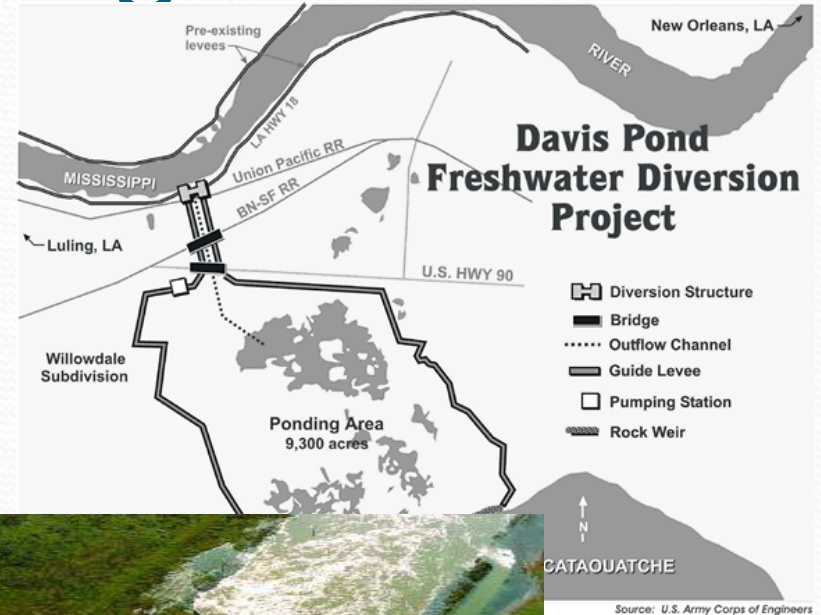 Pre-existing
levees
New Orleans, LA
RIVER
LA HWY 18
Davis Pond
Freshwater Diversion
Project
Union Pacific RR
MISSISSIPPI
BN-SF RR
Luling, LA
U.S. HWY 90
Diversion Structure
Bridge
Outflow Channel
Guide Levee
Pumping Station
Rock Weir
Willowdale
Subdivision
Ponding Area
9,300 acres
N
CATAOUATCHE
Source: U.S. Army Corps of Engineers